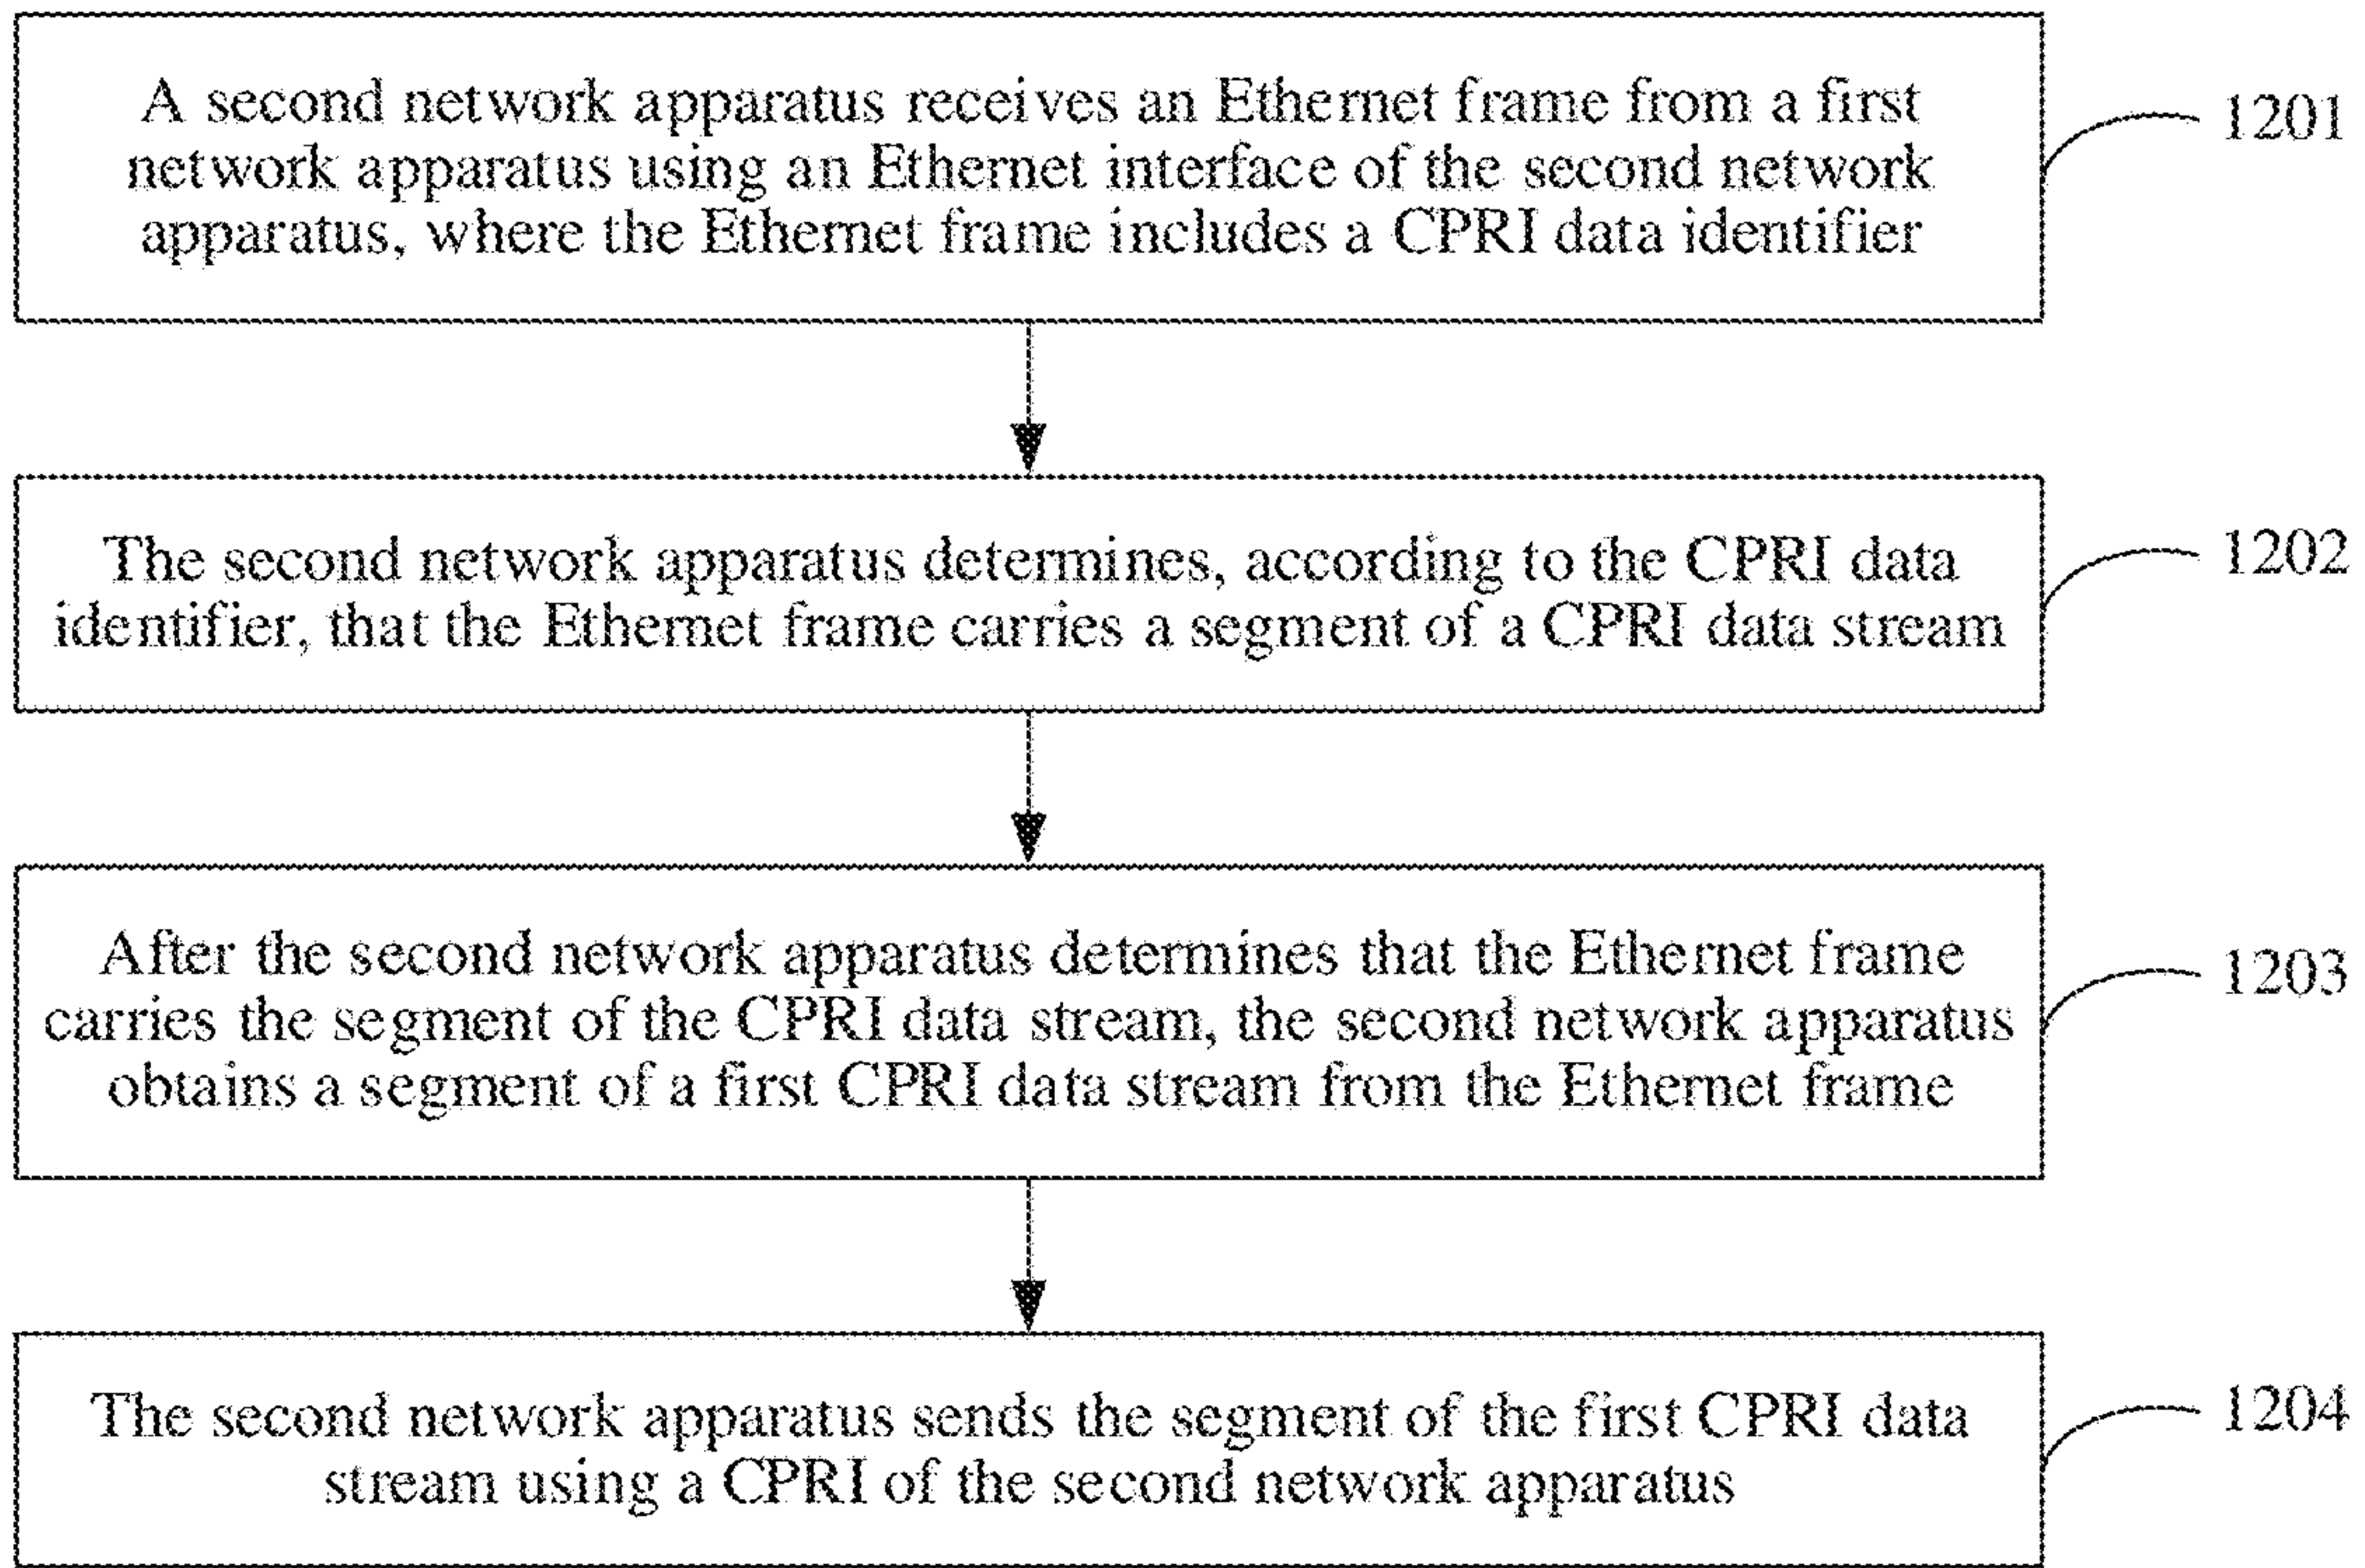 A second network apparatus receives an Ethernet frame from a first
network apparatus using an Ethernet interface of the second network
apparatus, where the Ethernet frame includes a CPRI data identifier
1201
The second network apparatus determines, according to the CPRI data
identifier, that the Ethernet frame carries a segment of a CPRI data stream
1202
After the second network apparatus determines that the Ethernet frame
carries the segment of the CPRI data stream, the second network apparatus
obtains a segment of a first CPRI data stream from the Ethernet frame
1203
The second network apparatus sends the segment of the first CPRI data
stream using a CPRI of the second network apparatus
1204